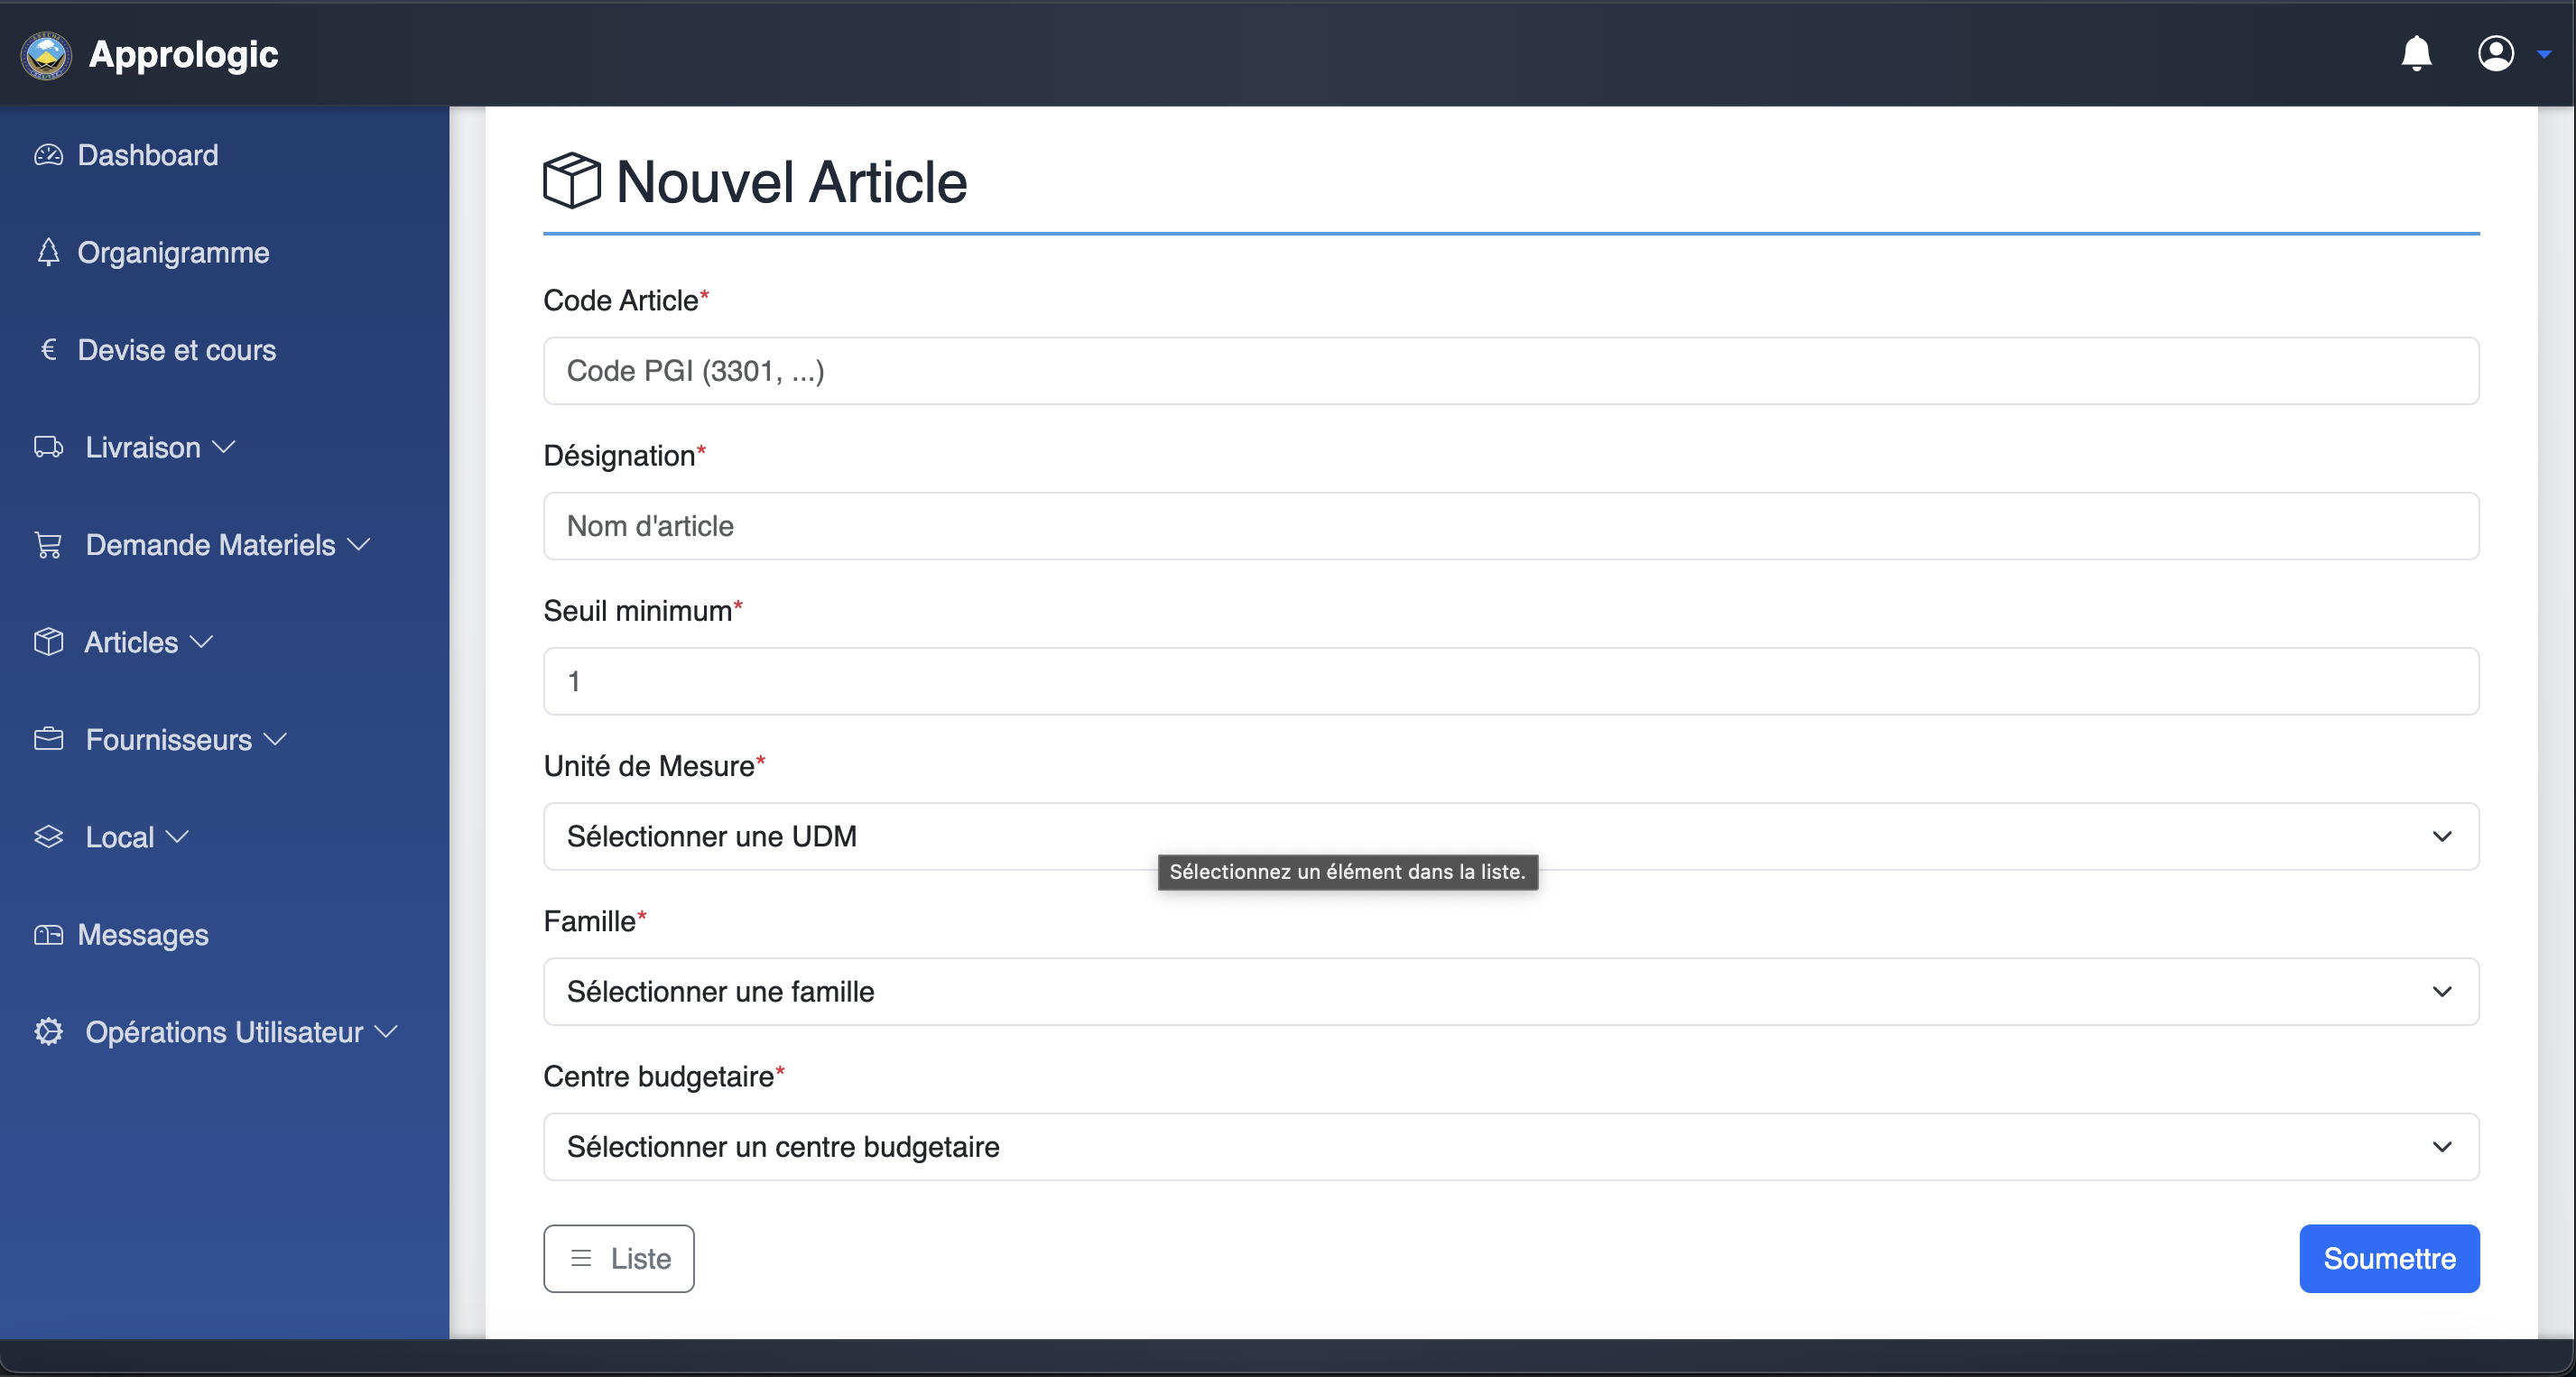 Apprologic
Dashboard
Organigramme
€ Devise et cours
Livraison
Demande Materiels
Articles
Fournisseurs
Local
Messages
Opérations Utilisateur
Nouvel Article
Code Article*
Code PGI (3301, ...)
Désignation*
Nom d'article
Seuil minimum*
1
Unité de Mesure*
Sélectionner une UDM
Sélectionnez un élément dans la liste.
Famille*
Sélectionner une famille
Centre budgetaire*
Sélectionner un centre budgetaire
Liste
Soumettre